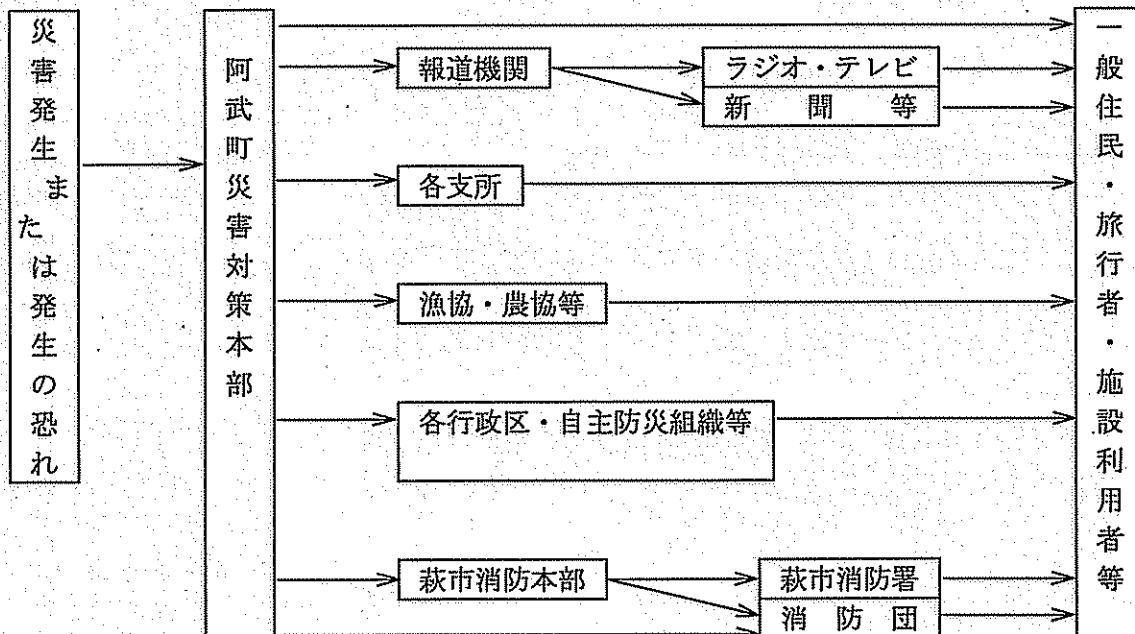 災害発生または発生の恐れ
阿武町災害対策本部
報道機関
ラジオ・テレビ
新聞等
各支所
漁協・農協等
各行政区・自主防災組織等
萩市消防本部
萩市消防署
消防団
一般住民・旅行者・施設利用者等